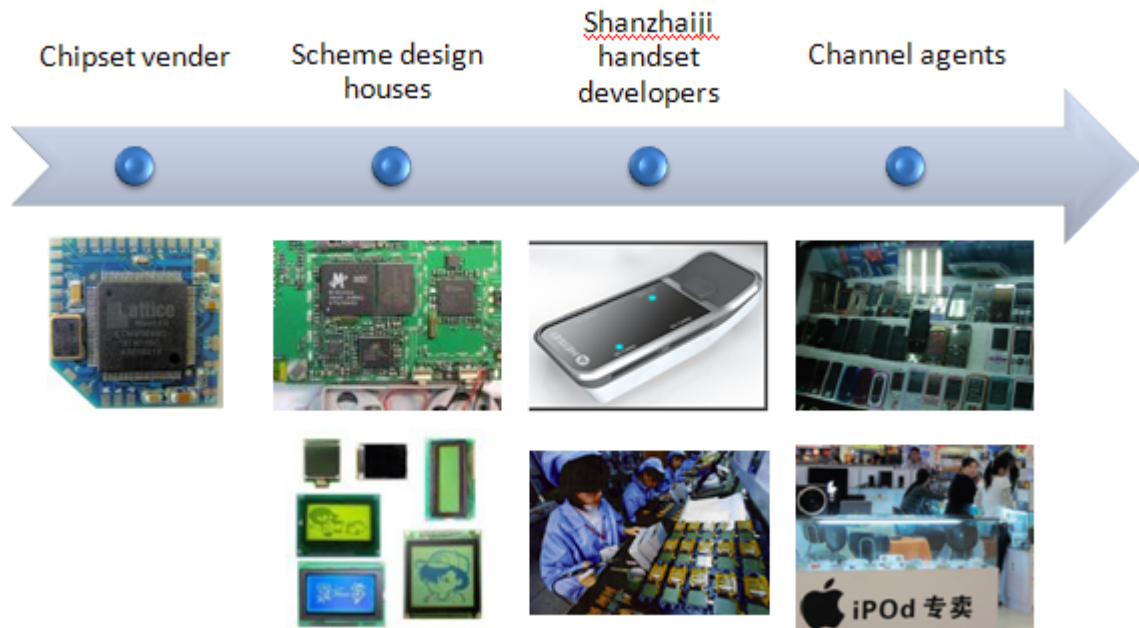 Chipset vender
Scheme design
houses
Shanzhaiji
handset
developers
Channel agents
Lattice
iPOd 专卖